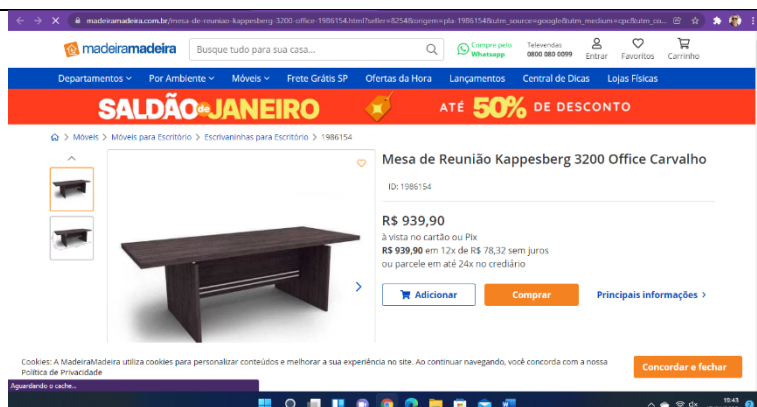 madeiramadeira.com.br/mesa-de-reuniao-kappesberg-3200-office-1986154.html?seller=8254&origem=pla-1986154&utm_source=google&utm_medium=cpc&utm_co...
madeiramadeira
Busque tudo para sua casa...
Compre pelo
Whatsapp
Televendas
0800 080 0099
Entrar
Favoritos
Carrinho
Departamentos
Por Ambiente
Móveis
Frete Grátis SP
Ofertas da Hora
Lançamentos
Central de Dicas
Lojas Físicas
SALDÃO de JANEIRO
ATÉ 50% DE DESCONTO
Móveis > Móveis para Escritório > Escrivaninhas para Escritório > 1986154
Mesa de Reunião Kappesberg 3200 Office Carvalho
ID: 1986154
R$ 939,90
à vista no cartão ou Pix
R$ 939,90 em 12x de R$ 78,32 sem juros
ou parcele em até 24x no crediário
Adicionar
Comprar
Principais informações >
Cookies: A MadeiraMadeira utiliza cookies para personalizar conteúdos e melhorar a sua experiência no site. Ao continuar navegando, você concorda com a nossa
Política de Privacidade
Concordar e fechar
Aguardando o cache...
19:43